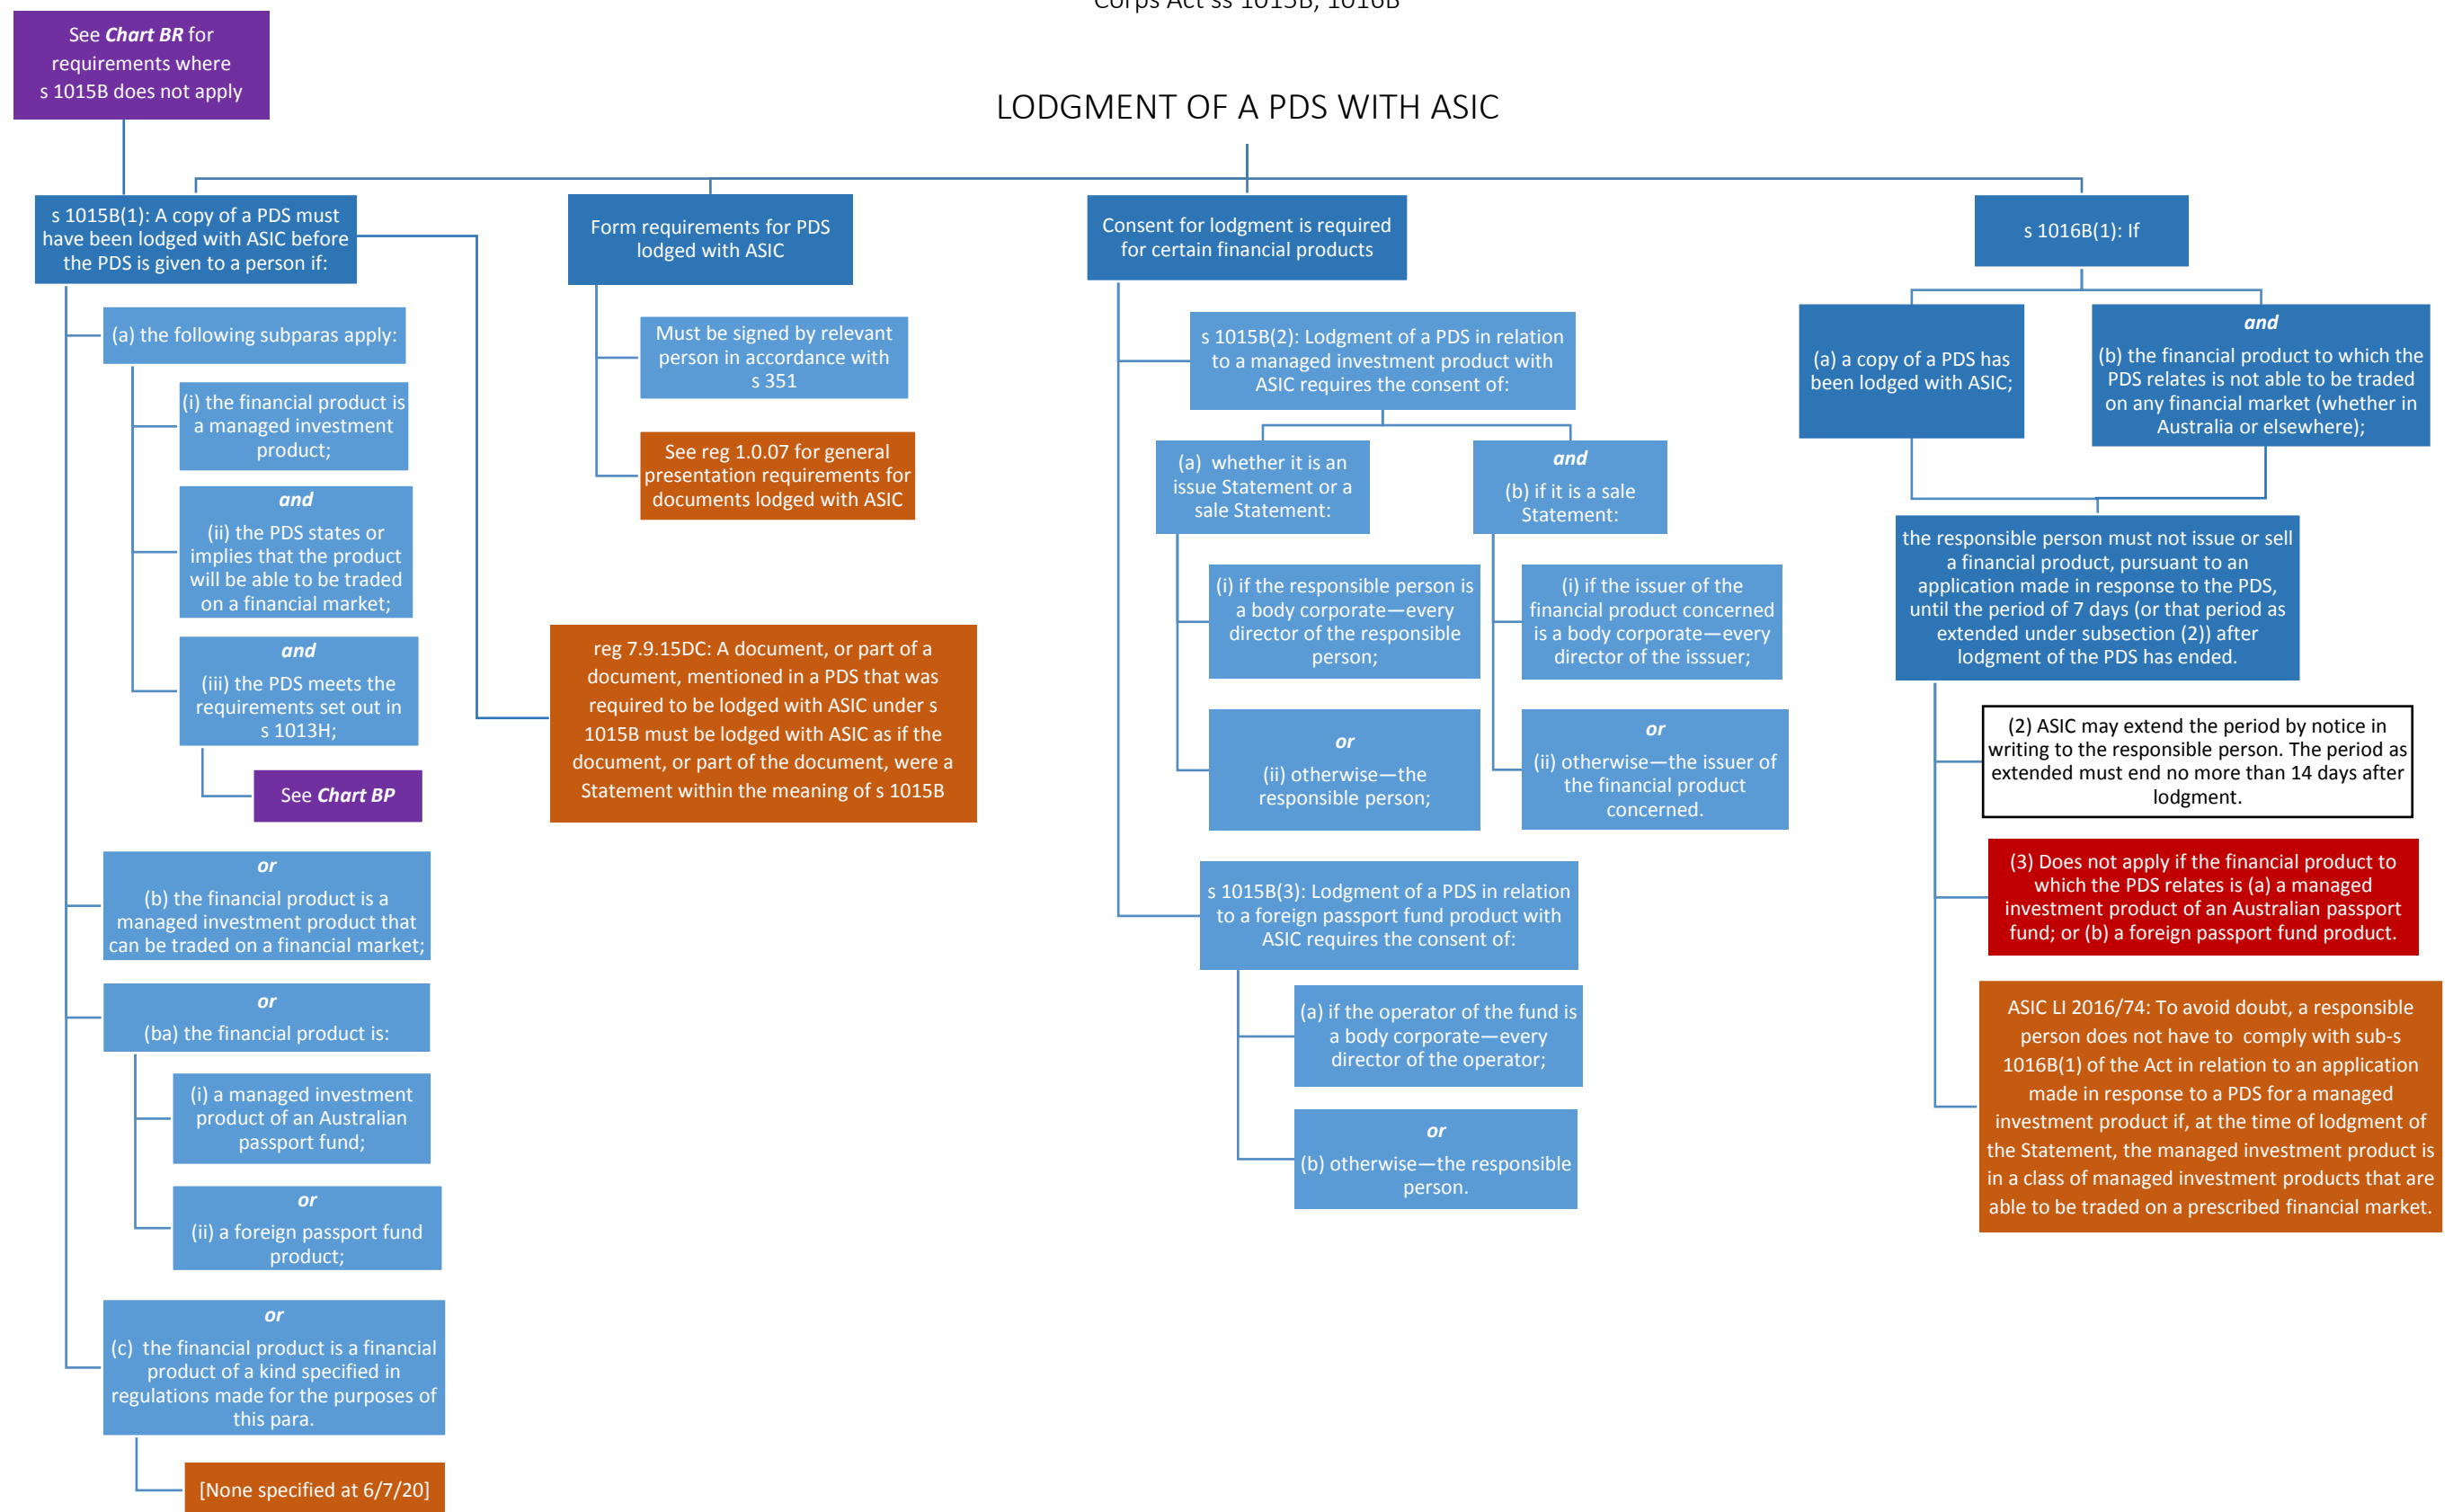 Corps Act ss 1015B, 1016B
See Chart BR for
requirements where
s 1015B does not apply
LODGMENT OF A PDS WITH ASIC
s 1015B(1): A copy of a PDS must
have been lodged with ASIC before
the PDS is given to a person if:
(a) the following subparas apply:
(i) the financial product is
a managed investment
product;
and
(ii) the PDS states or
implies that the product
will be able to be traded
on a financial market;
and
(iii) the PDS meets the
requirements set out in
s 1013H;
See Chart BP
or
(b) the financial product is a
managed investment product that
can be traded on a financial market;
or
(ba) the financial product is:
(i) a managed investment
product of an Australian
passport fund;
or
(ii) a foreign passport fund
product;
or
(c) the financial product is a financial
product of a kind specified in
regulations made for the purposes of
this para.
[None specified at 6/7/20]
reg 7.9.15DC: A document, or part of a
document, mentioned in a PDS that was
required to be lodged with ASIC under s
1015B must be lodged with ASIC as if the
document, or part of the document, were a
Statement within the meaning of s 1015B
Form requirements for PDS
lodged with ASIC
Must be signed by relevant
person in accordance with
s 351
See reg 1.0.07 for general
presentation requirements for
documents lodged with ASIC
Consent for lodgment is required
for certain financial products
s 1015B(2): Lodgment of a PDS in relation
to a managed investment product with
ASIC requires the consent of:
(a) whether it is an
issue Statement or a
sale Statement:
(i) if the responsible person is
a body corporate—every
director of the responsible
person;
or
(ii) otherwise—the
responsible person;
and
(b) if it is a sale
Statement:
(i) if the issuer of the
financial product concerned
is a body corporate—every
director of the isssuer;
or
(ii) otherwise—the issuer of
the financial product
concerned.
s 1015B(3): Lodgment of a PDS in relation
to a foreign passport fund product with
ASIC requires the consent of:
(a) if the operator of the fund is
a body corporate—every
director of the operator;
or
(b) otherwise—the responsible
person.
s 1016B(1): If
(a) a copy of a PDS has
been lodged with ASIC;
and
(b) the financial product to which the
PDS relates is not able to be traded
on any financial market (whether in
Australia or elsewhere);
the responsible person must not issue or sell
a financial product, pursuant to an
application made in response to the PDS,
until the period of 7 days (or that period as
extended under subsection (2)) after
lodgment of the PDS has ended.
(2) ASIC may extend the period by notice in
writing to the responsible person. The period as
extended must end no more than 14 days after
lodgment.
(3) Does not apply if the financial product to
which the PDS relates is (a) a managed
investment product of an Australian passport
fund; or (b) a foreign passport fund product.
ASIC LI 2016/74: To avoid doubt, a responsible
person does not have to comply with sub-s
1016B(1) of the Act in relation to an application
made in response to a PDS for a managed
investment product if, at the time of lodgment of
the Statement, the managed investment product is
in a class of managed investment products that are
able to be traded on a prescribed financial market.